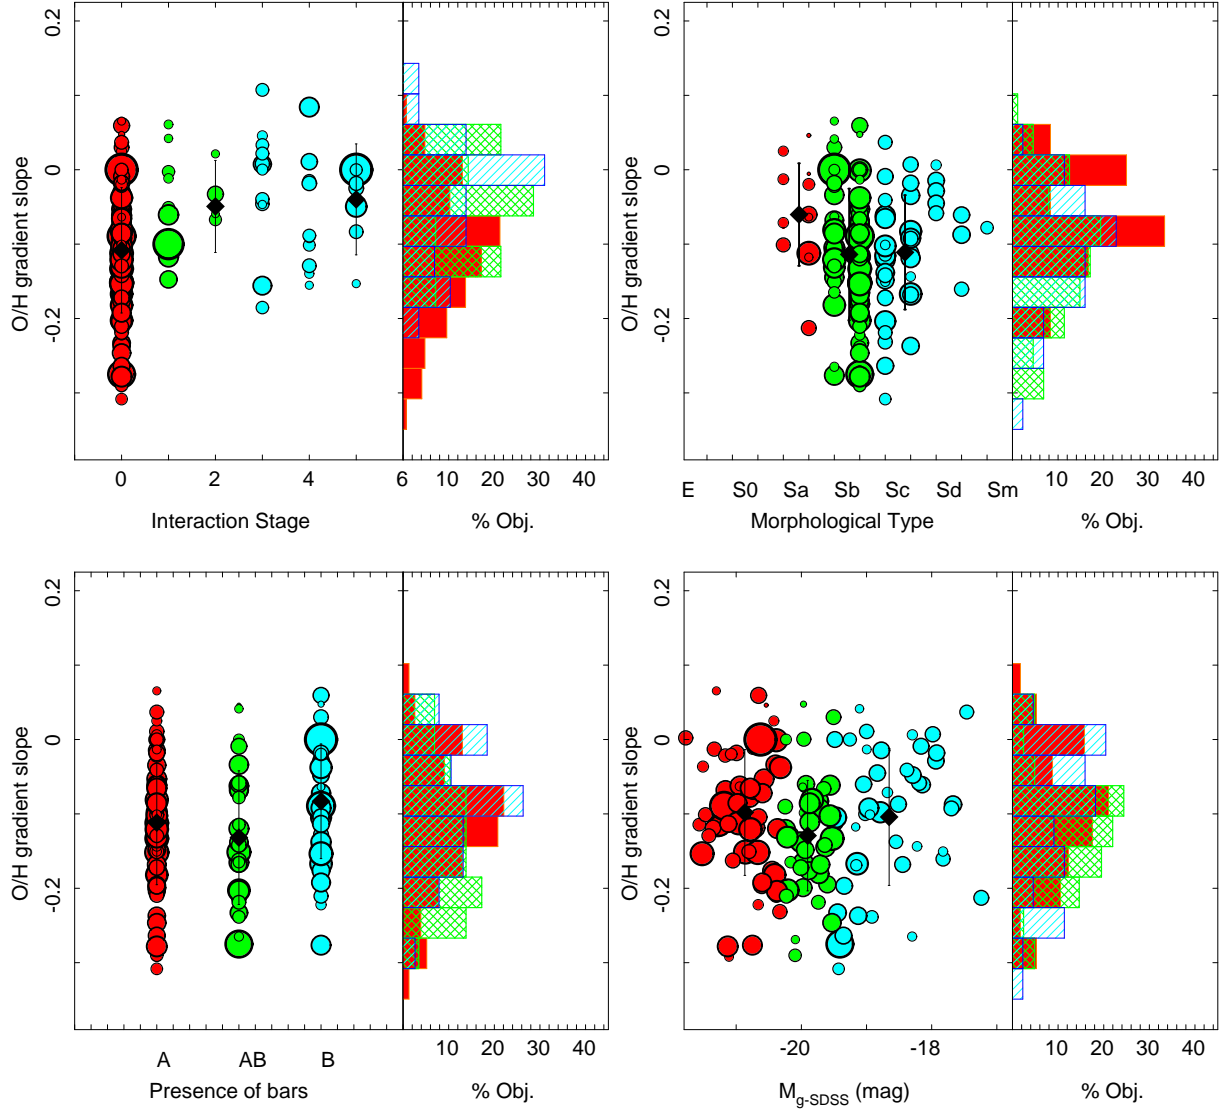 0.2
0
-0.2
O/H gradient slope
0 2 4 6 10 20 30 40
Interaction Stage
% Obj.
0.2
0
-0.2
O/H gradient slope
E S0 Sa Sb Sc Sd Sm 10 20 30 40
Morphological Type
% Obj.
0.2
0
-0.2
O/H gradient slope
A AB B 10 20 30 40
Presence of bars
% Obj.
0.2
0
-0.2
O/H gradient slope
-20 -18 10 20 30 40
M_g-SDSS (mag)
% Obj.